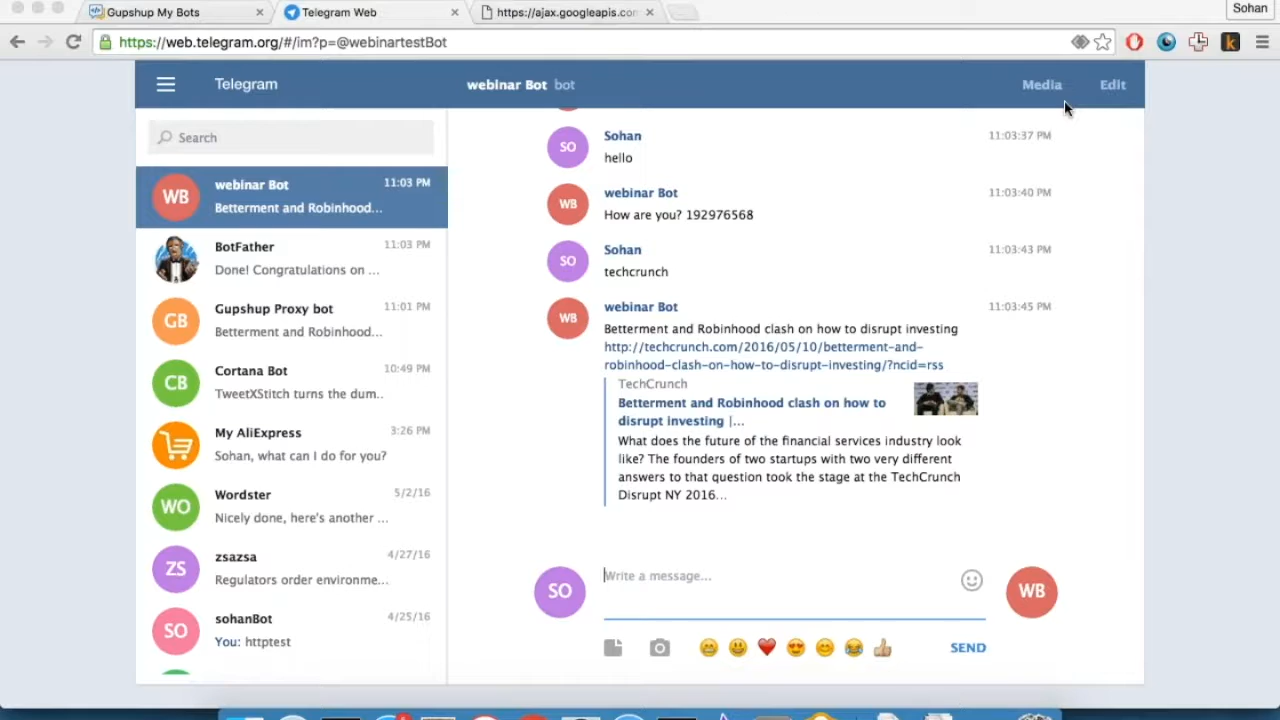 Gupshup My Bots
Telegram Web
https://ajax.googleapis.con
Sohan
https://web.telegram.org/#/im?p=@webinartestBot
k
Telegram
webinar Bot bot
Media
Edit
Search
WB
webinar Bot
11:03 PM
Betterment and Robinhood...
BotFather
11:03 PM
Done! Congratulations on ...
GB
Gupshup Proxy bot
11:01 PM
Betterment and Robinhood...
CB
Cortana Bot
10:49 PM
TweetXStitch turns the dum..
My AliExpress
3:26 PM
Sohan, what can I do for you?
WO
Wordster
5/2/16
Nicely done, here's another ...
ZS
zsazsa
4/27/16
Regulators order environme...
SO
sohanBot
4/25/16
You: httptest
SO
Sohan
11:03:37 PM
hello
WB
webinar Bot
11:03:40 PM
How are you? 192976568
SO
Sohan
11:03:43 PM
techcrunch
WB
webinar Bot
11:03:45 PM
Betterment and Robinhood clash on how to disrupt investing
http://techcrunch.com/2016/05/10/betterment-and-
robinhood-clash-on-how-to-disrupt-investing/?ncid=rss
TechCrunch
Betterment and Robinhood clash on how to
disrupt investing |...
What does the future of the financial services industry look
like? The founders of two startups with two very different
answers to that question took the stage at the TechCrunch
Disrupt NY 2016...
SO
Write a message...
WB
SEND